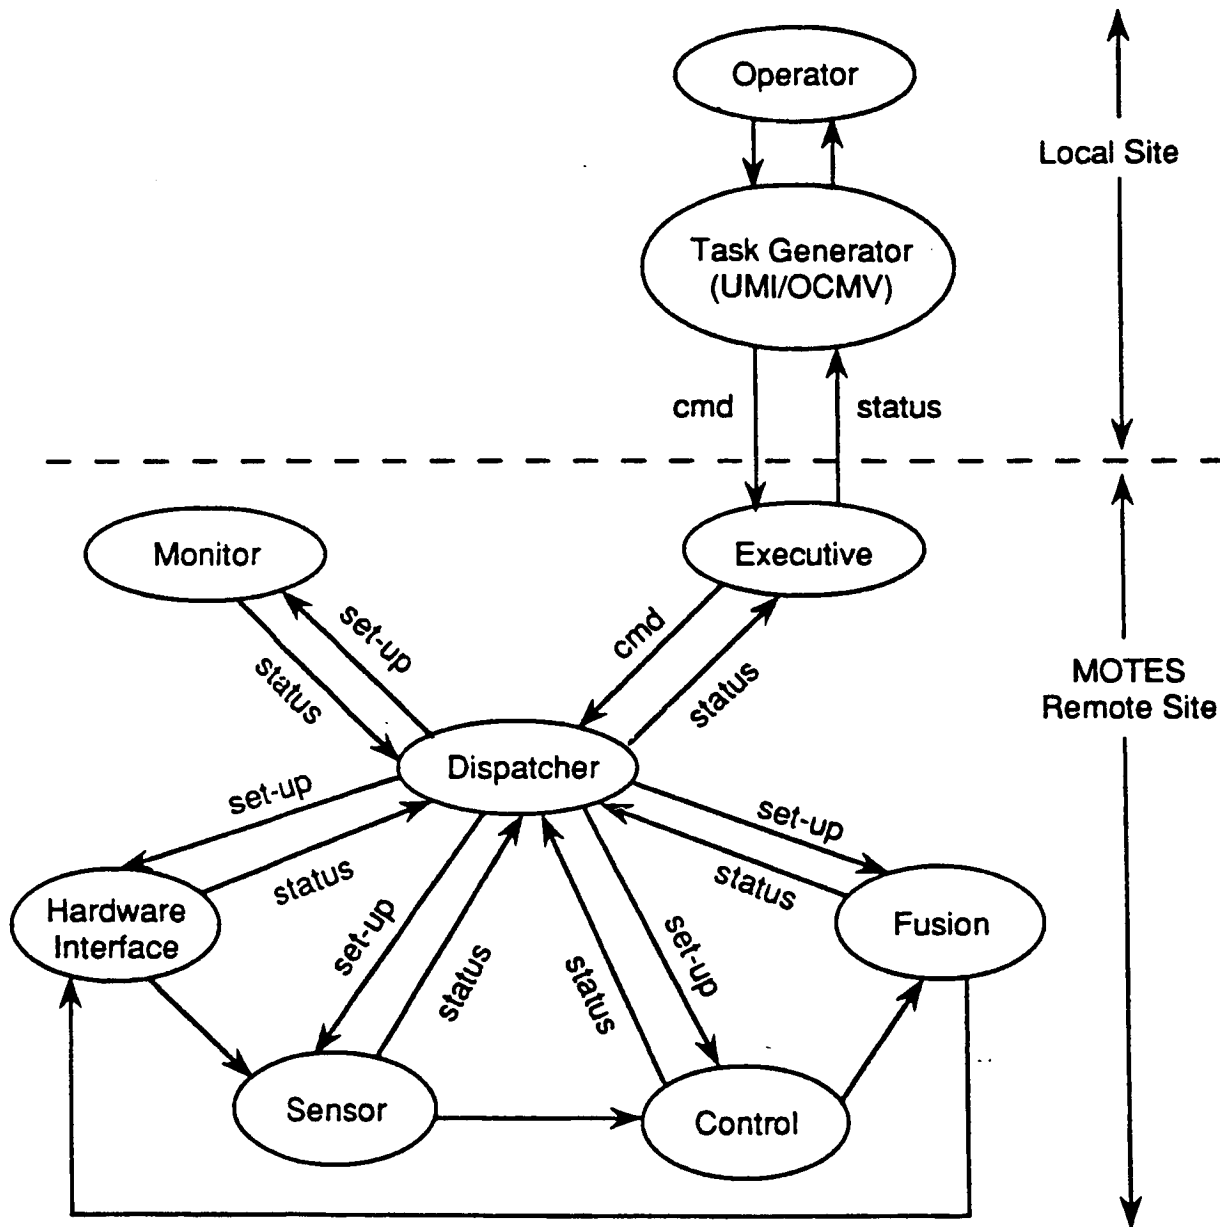 Operator
Local Site
Task Generator
(UMI/OCMV)
cmd
status
Monitor
Executive
set-up
status
cmd
status
MOTES
Remote Site
Dispatcher
set-up
status
set-up
status
Hardware
Interface
set-up
status
set-up
status
Fusion
Sensor
Control